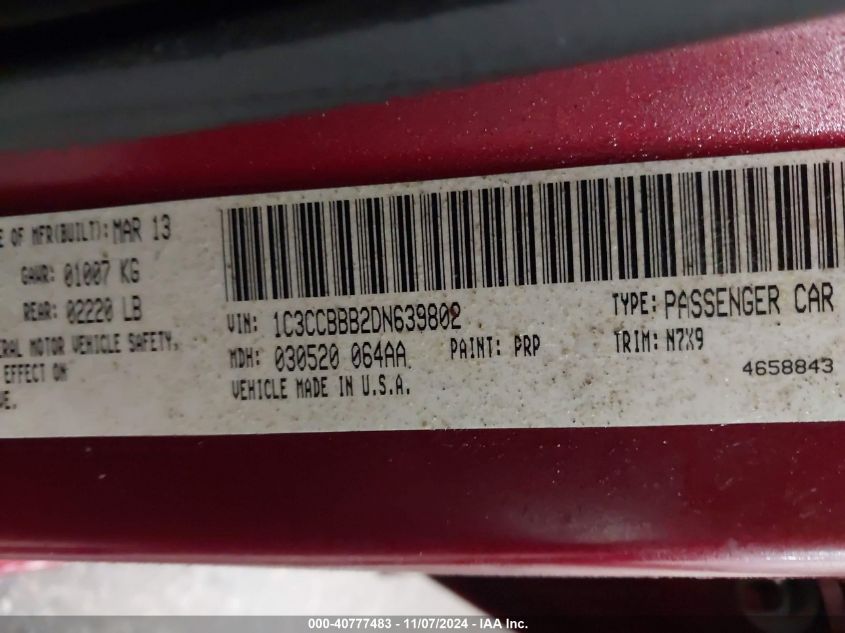 E OF MFR(BUILT): MAR 13
GAWR: 01007 KG
REAR: 02220 LB
ERAL MOTOR VEHICLE SAFETY,
EFFECT ON
VE.
VIN: 1C3CCBBB2DN639802
TYPE: PASSENGER CAR
MDH: 030520 064AA PAINT: PRP TRIM: N7X9
VEHICLE MADE IN U.S.A.
4658843
000-40777483 - 11/07/2024 - IAA Inc.